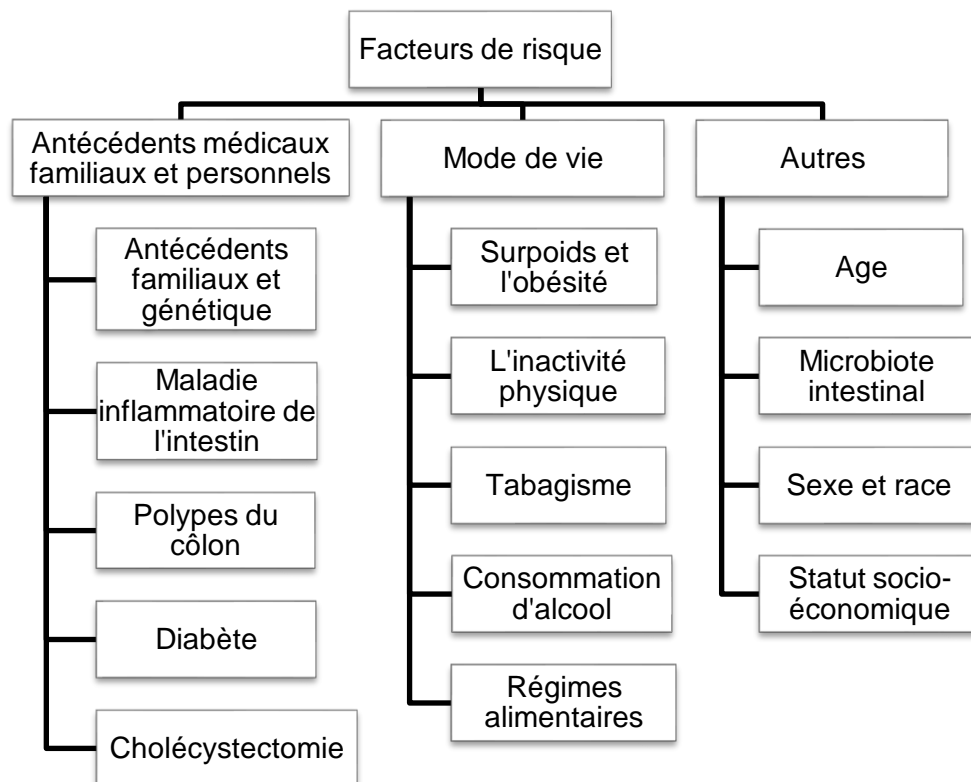 Facteurs de risque
Antécédents médicaux
familiaux et personnels
Antécédents
familiaux et
génétique
Maladie
inflammatoire de
l'intestin
Polypes du
côlon
Diabète
Cholécystectomie
Mode de vie
Surpoids et
l'obésité
L'inactivité
physique
Tabagisme
Consommation
d'alcool
Régimes
alimentaires
Autres
Age
Microbiote
intestinal
Sexe et race
Statut socio-
économique